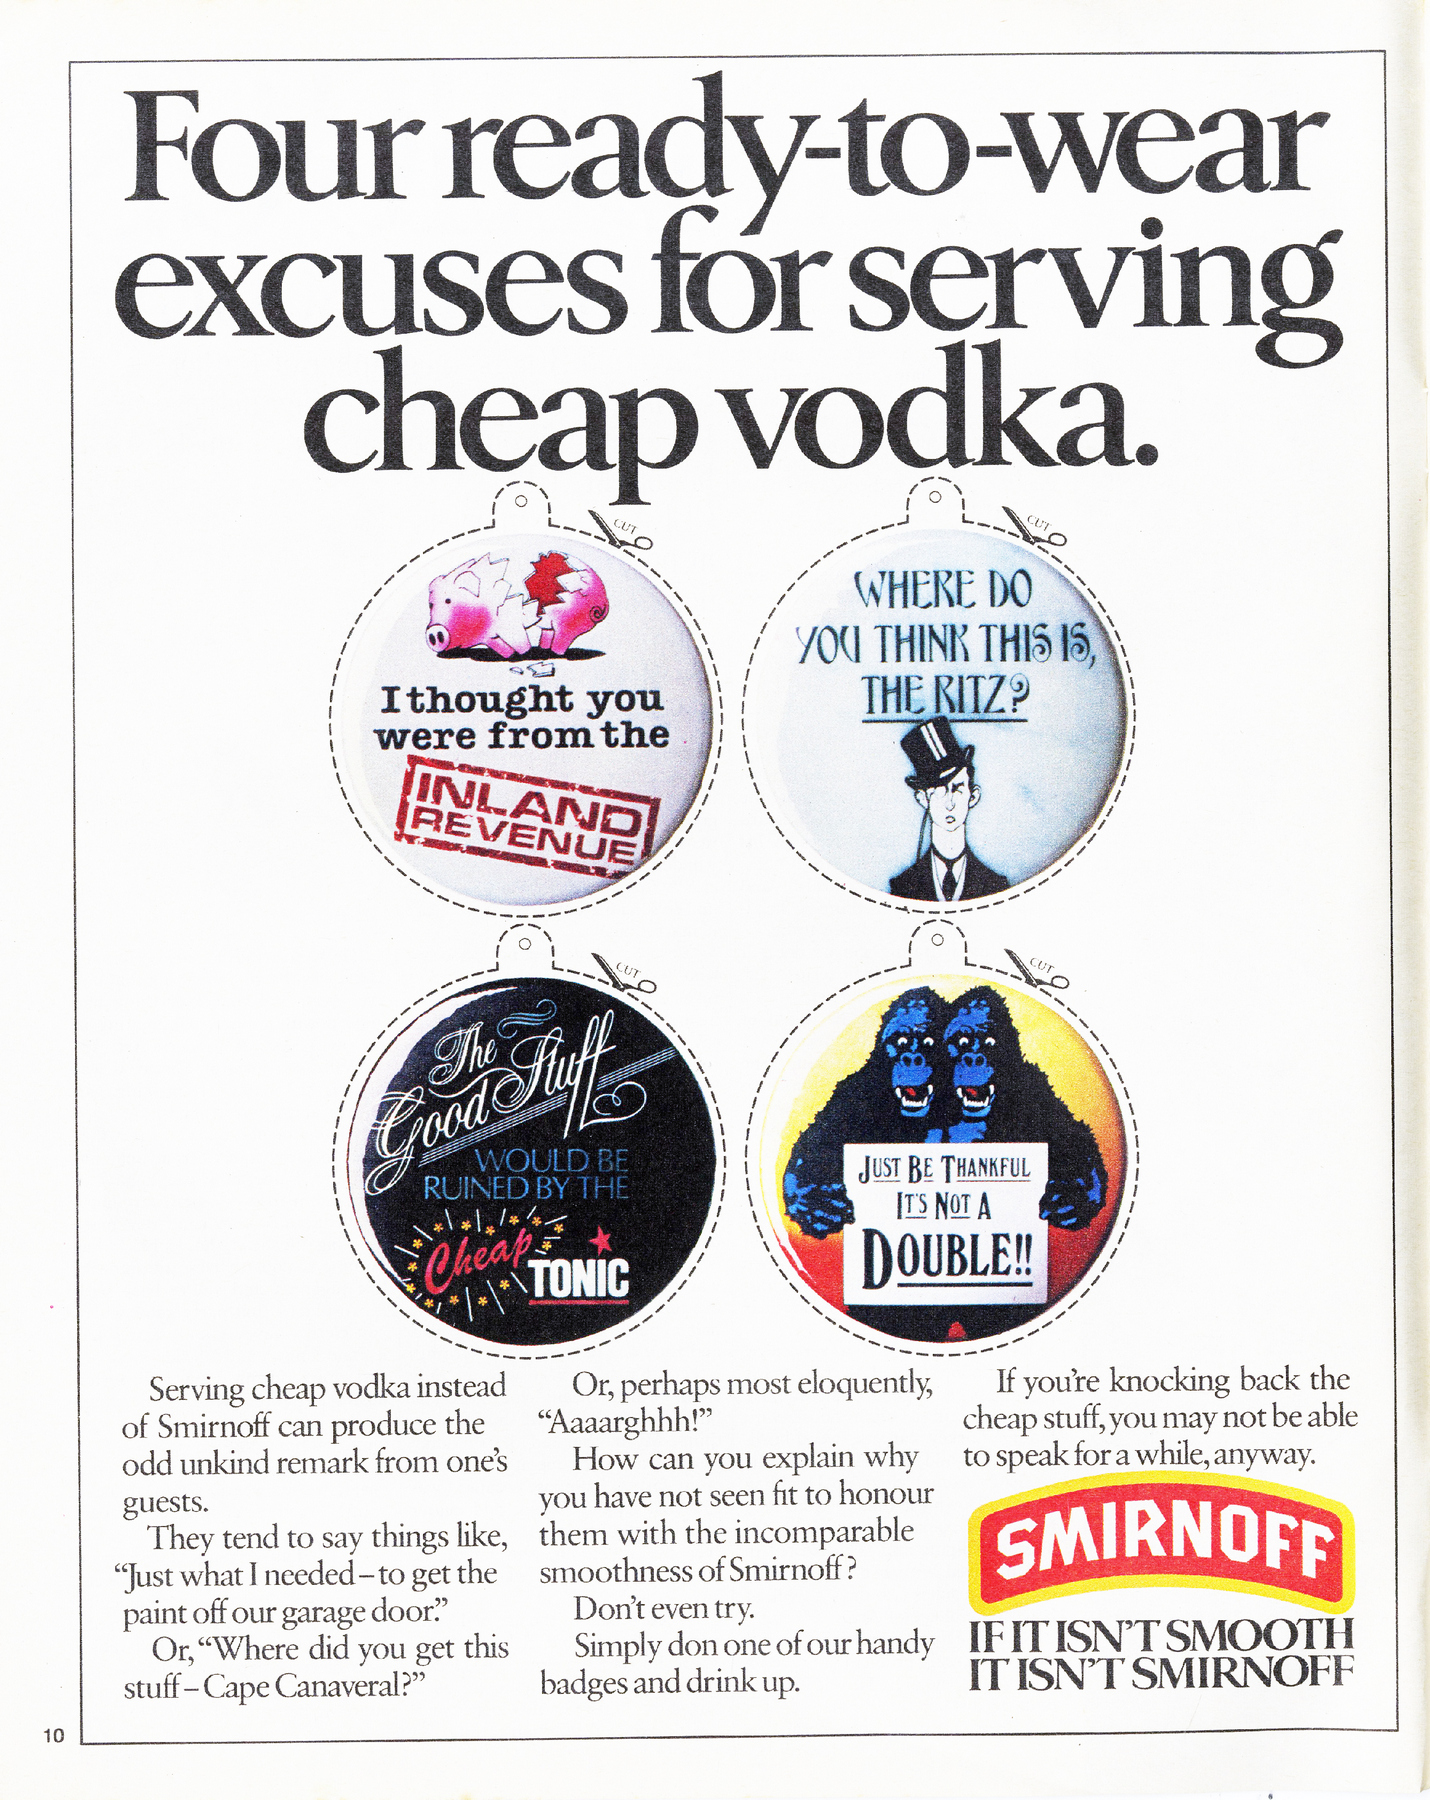 Four ready-to-wear
excuses for serving
cheap vodka.
CUT
I thought you
were from the
INLAND
REVENUE
CUT
WHERE DO
YOU THINK THIS IS,
THE RITZ?
CUT
The
Good Stuff
WOULD BE
RUINED BY THE
Cheap
TONIC
CUT
JUST BE THANKFUL
IT'S NOT A
DOUBLE!!
Serving cheap vodka instead
of Smirnoff can produce the
odd unkind remark from one's
guests.
They tend to say things like,
“Just what I needed – to get the
paint off our garage door.”
Or, “Where did you get this
stuff – Cape Canaveral?”
Or, perhaps most eloquently,
“Aaaarghhh!”
How can you explain why
you have not seen fit to honour
them with the incomparable
smoothness of Smirnoff?
Don't even try.
Simply don one of our handy
badges and drink up.
If you're knocking back the
cheap stuff, you may not be able
to speak for a while, anyway.
SMIRNOFF
IF IT ISN'T SMOOTH
IT ISN'T SMIRNOFF
10